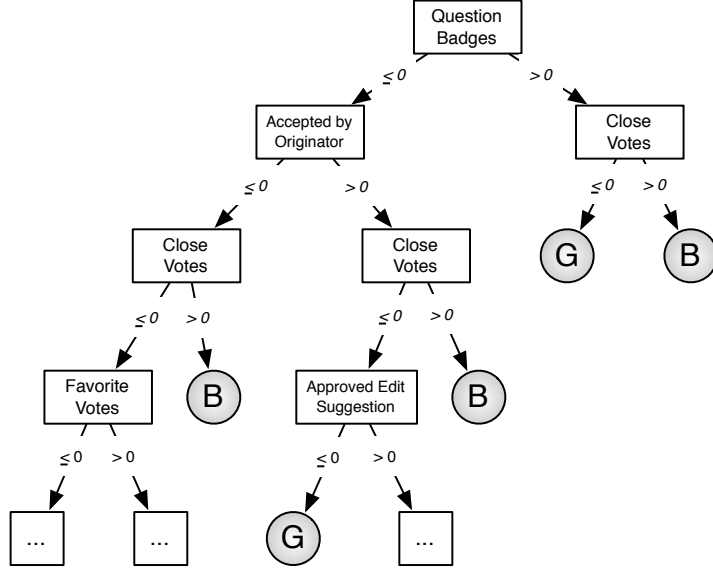 Question
Badges
≤ 0
> 0
Accepted by
Originator
Close
Votes
≤ 0
> 0
≤ 0
> 0
Close
Votes
Close
Votes
G
B
≤ 0
> 0
≤ 0
> 0
Favorite
Votes
B
Approved Edit
Suggestion
B
≤ 0
> 0
≤ 0
> 0
...
...
G
...